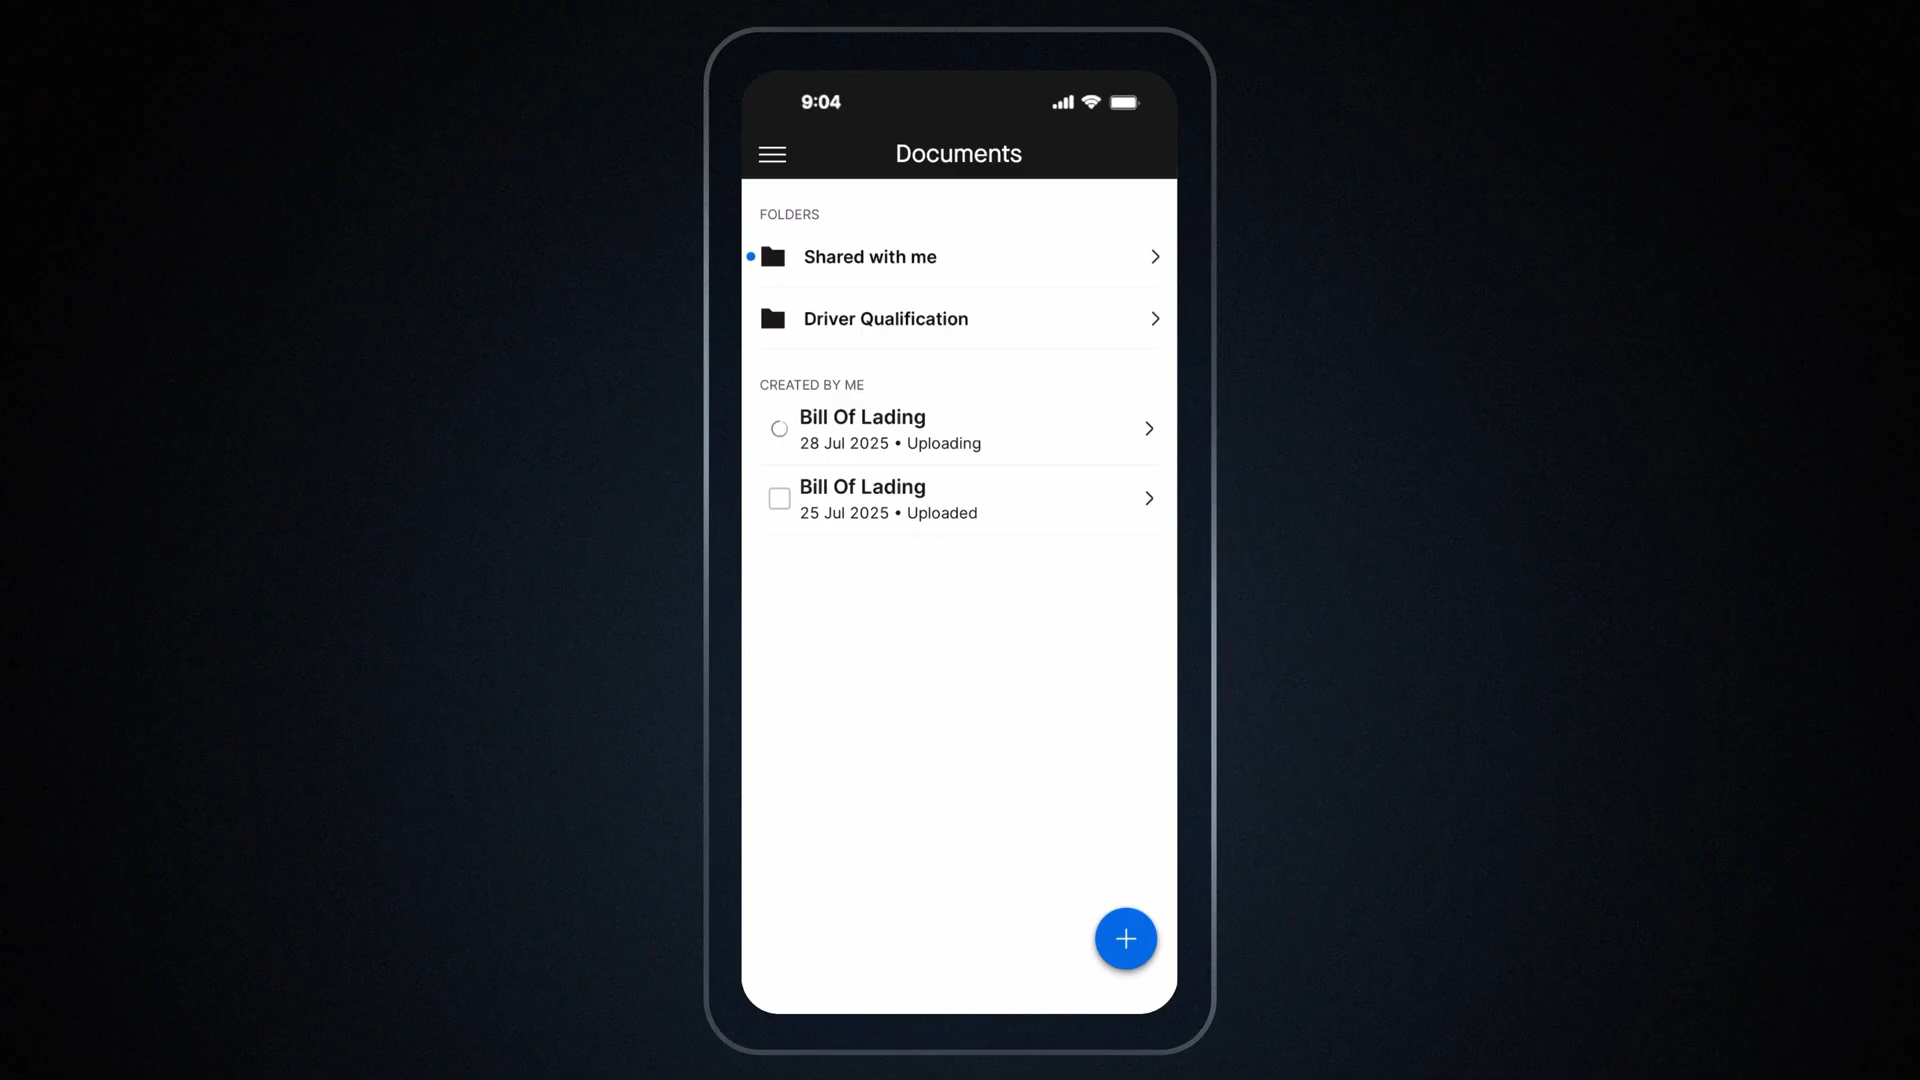 9:04
Documents
FOLDERS
Shared with me
Driver Qualification
CREATED BY ME
Bill Of Lading
28 Jul 2025 • Uploading
Bill Of Lading
25 Jul 2025 • Uploaded